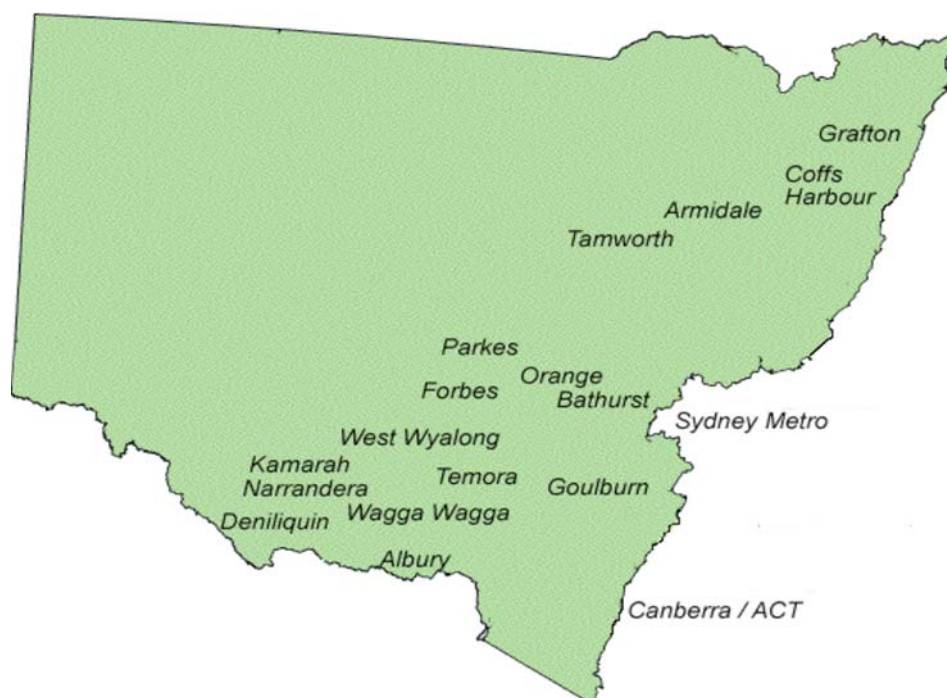 Grafton
Coffs
Harbour
Armidale
Tamworth
Parkes
Orange
Forbes
Bathurst
Sydney Metro
West Wyalong
Kamarah
Temora
Narrandera
Goulburn
Wagga Wagga
Deniliquin
Albury
Canberra / ACT